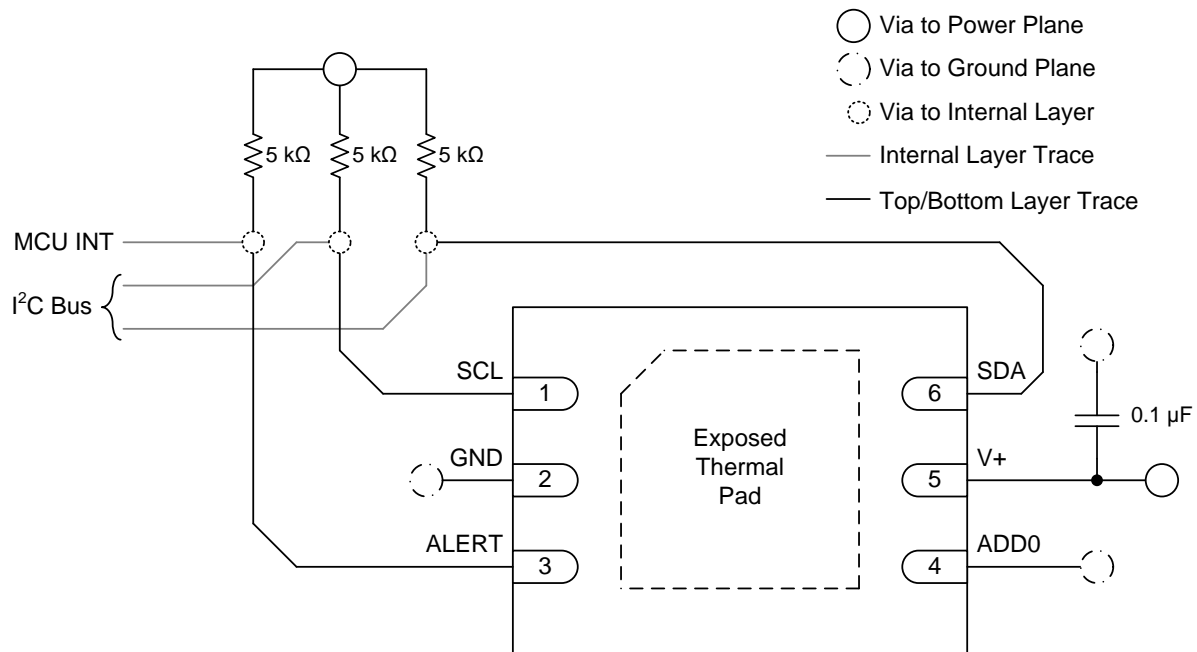 Via to Power Plane
Via to Ground Plane
Via to Internal Layer
Internal Layer Trace
Top/Bottom Layer Trace
5 kΩ
5 kΩ
5 kΩ
MCU INT
I²C Bus
SCL
1
GND
2
ALERT
3
Exposed
Thermal
Pad
SDA
6
V+
5
ADD0
4
0.1 µF